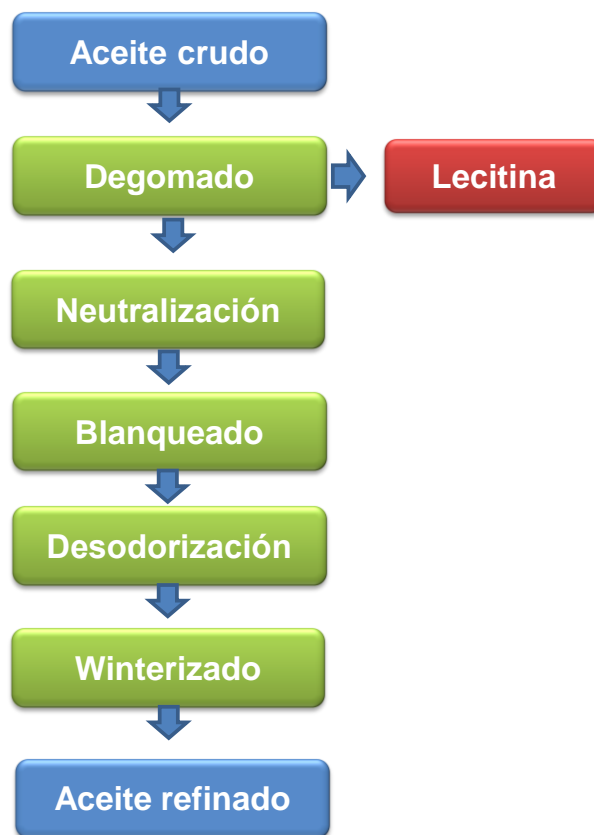 Aceite crudo
Degomado
Lecitina
Neutralización
Blanqueado
Desodorización
Winterizado
Aceite refinado